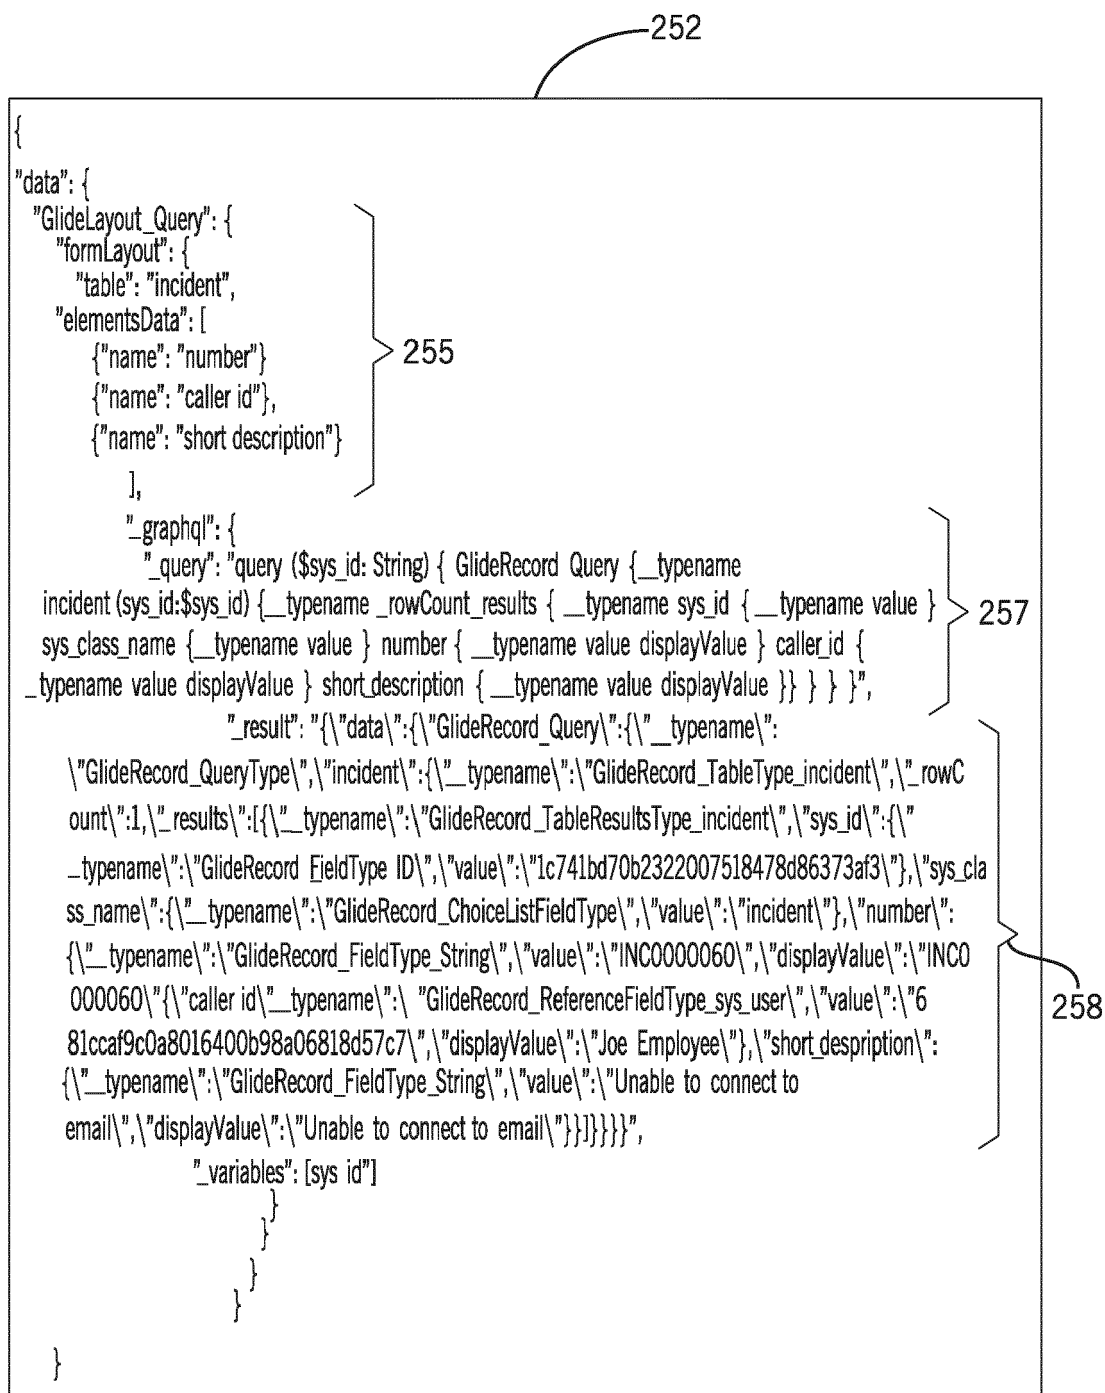 252
{
"data": {
"GlideLayout_Query": {
"formLayout": {
"table": "incident",
"elementsData": [
{"name": "number"}
255
{"name": "caller id"},
{"name": "short description"}
],
"_graphql": {
"_query": "query ($sys_id: String) { GlideRecord Query {__typename
incident (sys_id:$sys_id) {__typename _rowCount_results { __typename sys_id { __typename value }
257
sys_class_name {__typename value } number { __typename value displayValue } caller_id {
_typename value displayValue } short_description { __typename value displayValue }} } } }",
"_result": "{\"data\":{\"GlideRecord_Query\":{\"__typename\":
\"GlideRecord_QueryType\",\"incident\":{\"__typename\":\"GlideRecord_TableType_incident\",\"_rowC
ount\":1,\"_results\":[{\"__typename\":\"GlideRecord_TableResultsType_incident\",\"sys_id\":{\"
_typename\":\"GlideRecord FieldType ID\",\"value\":\"1c741bd70b2322007518478d86373af3\"},\"sys_cla
ss_name\":{\"__typename\":\"GlideRecord_ChoiceListFieldType\",\"value\":\"incident\"},\"number\":
{\"__typename\":\"GlideRecord_FieldType_String\",\"value\":\"INC0000060\",\"displayValue\":\"INC0
000060\"{\"caller id\"__typename\":\ "GlideRecord_ReferenceFieldType_sys_user\",\"value\":\"6
258
81ccaf9c0a8016400b98a06818d57c7\",\"displayValue\":\"Joe Employee\"},\"short_despription\":
{\"__typename\":\"GlideRecord_FieldType_String\",\"value\":\"Unable to connect to
email\",\"displayValue\":\"Unable to connect to email\"}}]}}}}",
"_variables": [sys id"]
}
}
}
}
}